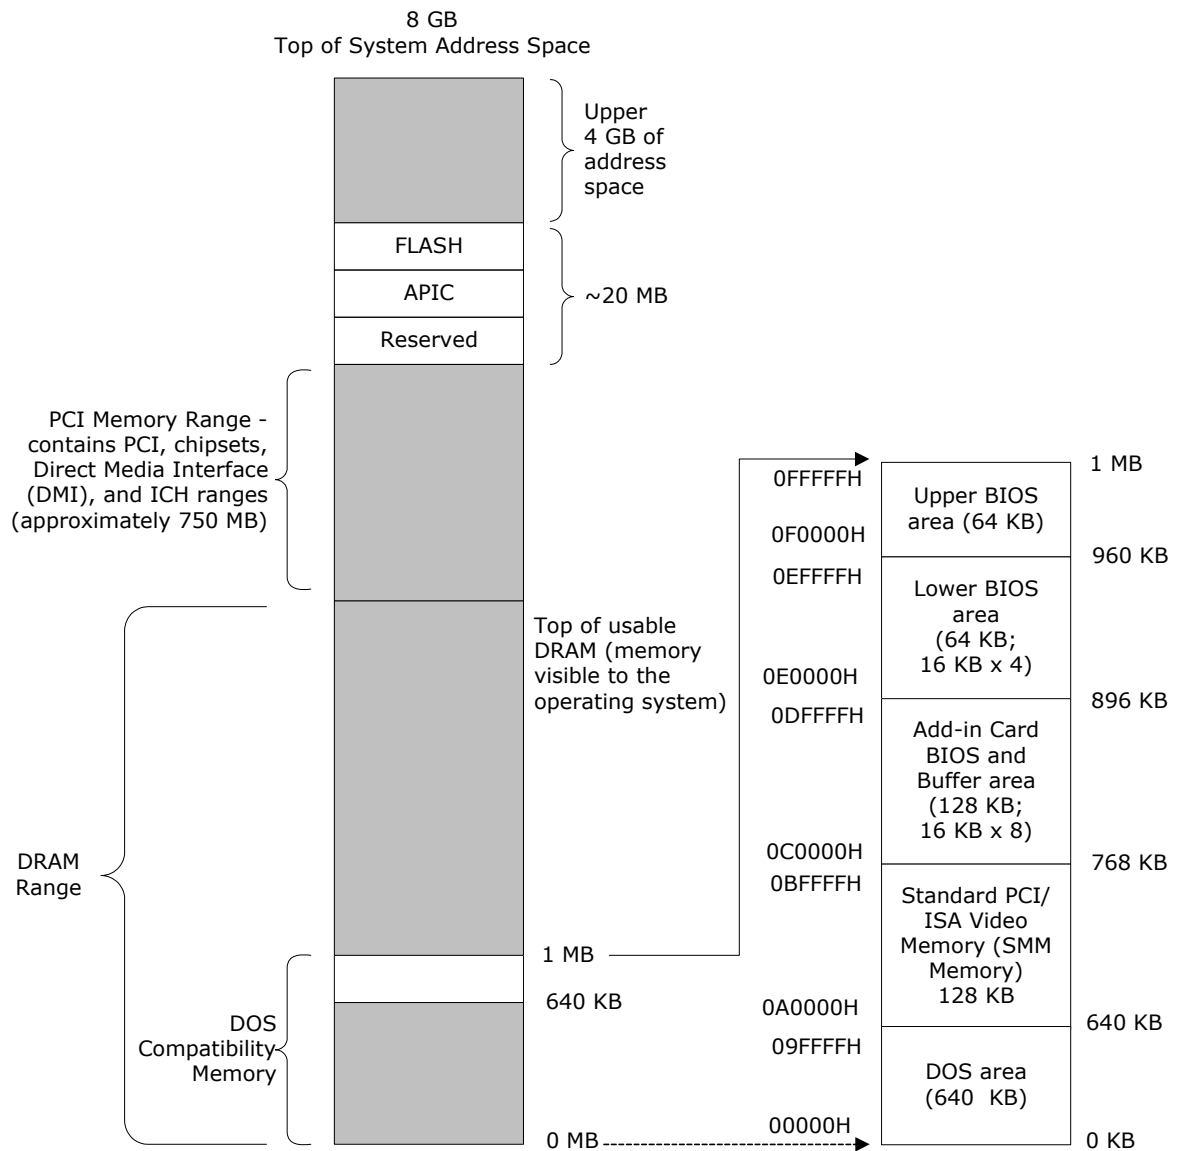 8 GB
Top of System Address Space
Upper
4 GB of
address
space
FLASH
APIC
~20 MB
Reserved
PCI Memory Range -
contains PCI, chipsets,
Direct Media Interface
(DMI), and ICH ranges
(approximately 750 MB)
Top of usable
DRAM (memory
visible to the
operating system)
DRAM
Range
1 MB
640 KB
DOS
Compatibility
Memory
0 MB
0FFFFFH
1 MB
Upper BIOS
area (64 KB)
0F0000H
960 KB
0EFFFFH
Lower BIOS
area
(64 KB;
16 KB x 4)
0E0000H
896 KB
0DFFFFH
Add-in Card
BIOS and
Buffer area
(128 KB;
16 KB x 8)
0C0000H
768 KB
0BFFFFH
Standard PCI/
ISA Video
Memory (SMM
Memory)
128 KB
0A0000H
640 KB
09FFFFH
DOS area
(640 KB)
00000H
0 KB